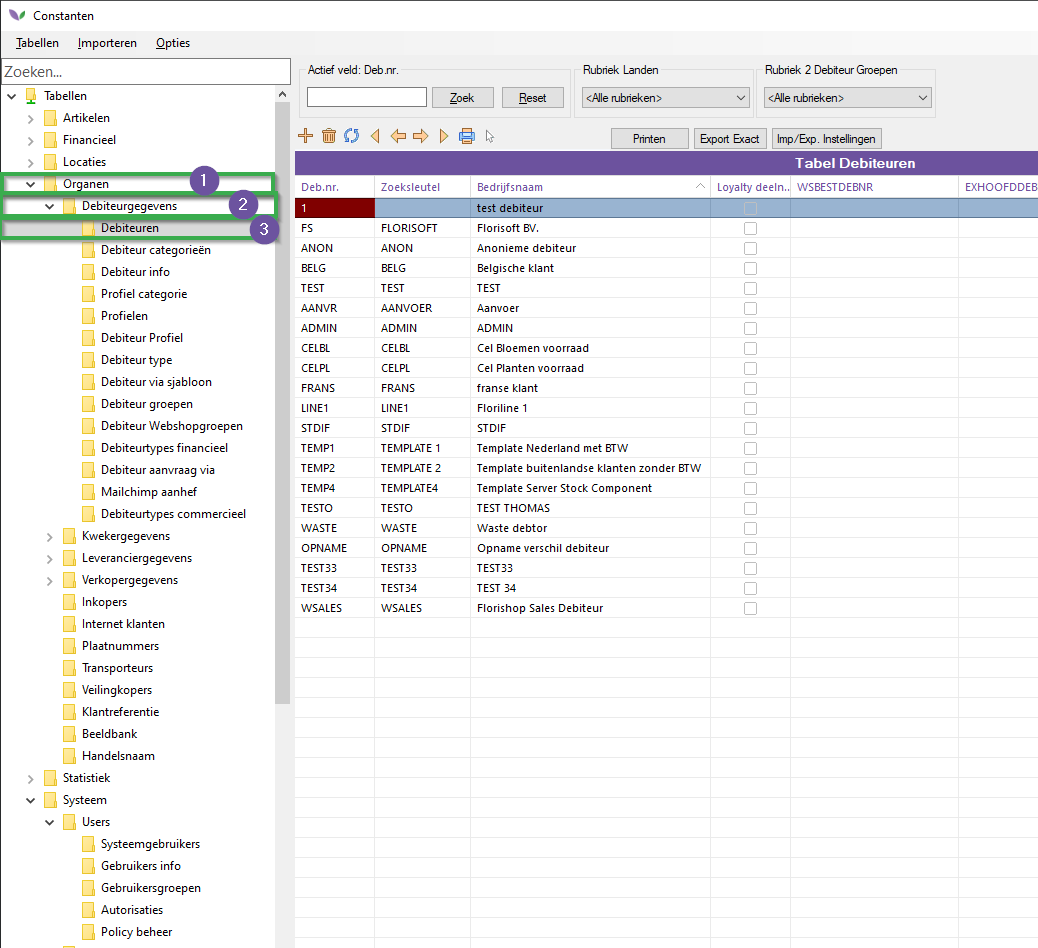 Constanten
Tabellen Importeren Opties
Zoeken...
Tabellen
Artikelen
Financieel
Locaties
Organen 1
Debiteurgegevens 2
Debiteuren 3
Debiteur categorieën
Debiteur info
Profiel categorie
Profielen
Debiteur Profiel
Debiteur type
Debiteur via sjabloon
Debiteur groepen
Debiteur Webshopgroepen
Debiteurtypes financieel
Debiteur aanvraag via
Mailchimp aanhef
Debiteurtypes commercieel
Kwekergegevens
Leveranciergegevens
Verkopergegevens
Inkopers
Internet klanten
Plaatnummers
Transporteurs
Veilingkopers
Klantreferentie
Beeldbank
Handelsnaam
Statistiek
Systeem
Users
Systeemgebruikers
Gebruikers info
Gebruikersgroepen
Autorisaties
Policy beheer
Actief veld: Deb.nr. Rubriek Landen Rubriek 2 Debiteur Groepen
Zoek Reset <Alle rubrieken> <Alle rubrieken>
Printen Export Exact Imp/Exp. Instellingen
Tabel Debiteuren
Deb.nr. Zoeksleutel Bedrijfsnaam Loyalty deeln.. WSBESTDEBNR EXHOOFDDEB
1 test debiteur
FS FLORISOFT Florisoft BV.
ANON ANON Anonieme debiteur
BELG BELG Belgische klant
TEST TEST TEST
AANVR AANVOER Aanvoer
ADMIN ADMIN ADMIN
CELBL CELBL Cel Bloemen voorraad
CELPL CELPL Cel Planten voorraad
FRANS FRANS franse klant
LINE1 LINE1 Floriline 1
STDIF STDIF STDIF
TEMP1 TEMPLATE 1 Template Nederland met BTW
TEMP2 TEMPLATE 2 Template buitenlandse klanten zonder BTW
TEMP4 TEMPLATE4 Template Server Stock Component
TESTO TESTO TEST THOMAS
WASTE WASTE Waste debtor
OPNAME OPNAME Opname verschil debiteur
TEST33 TEST33 TEST33
TEST34 TEST34 TEST 34
WSALES WSALES Florishop Sales Debiteur